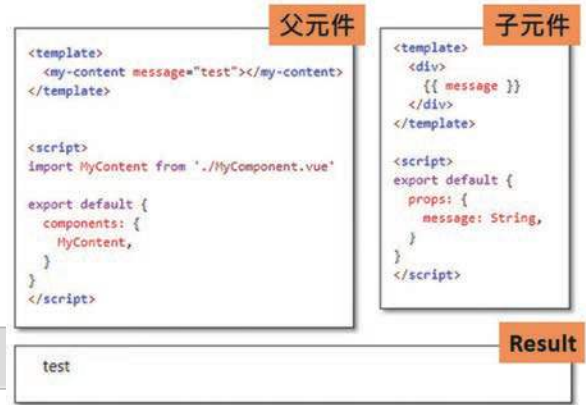 父元件
<template>
  <my-content message="test"></my-content>
</template>
<script>
import MyContent from './MyComponent.vue'
export default {
  components: {
    MyContent,
  }
}
</script>
子元件
<template>
  <div>
    {{ message }}
  </div>
</template>
<script>
export default {
  props: {
    message: String,
  }
}
</script>
Result
test